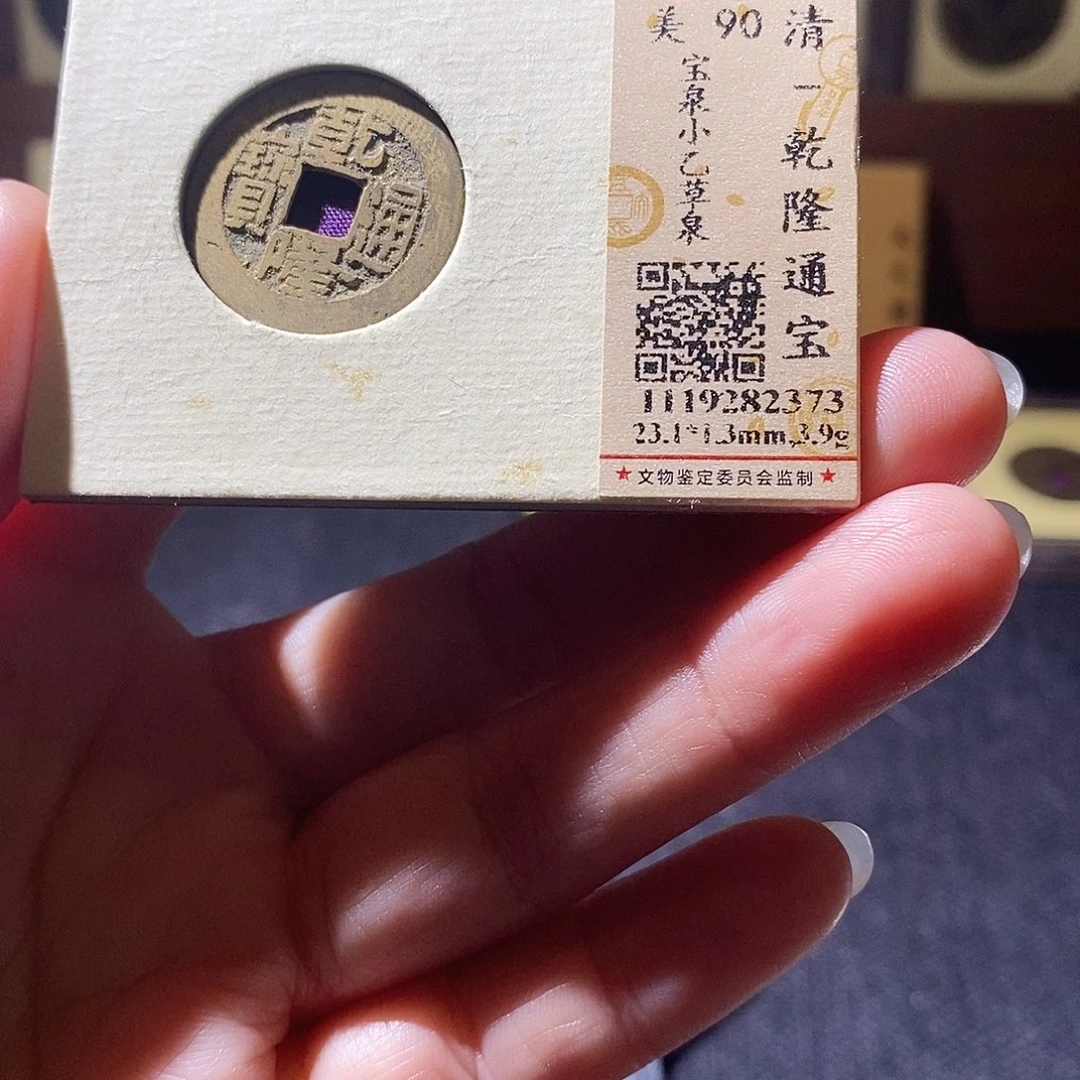 乾隆通寶
清一乾隆通宝
美 90
宝泉小乙草泉
1119282373
23.1*1.3mm,3.9g
★文物鉴定委员会监制★